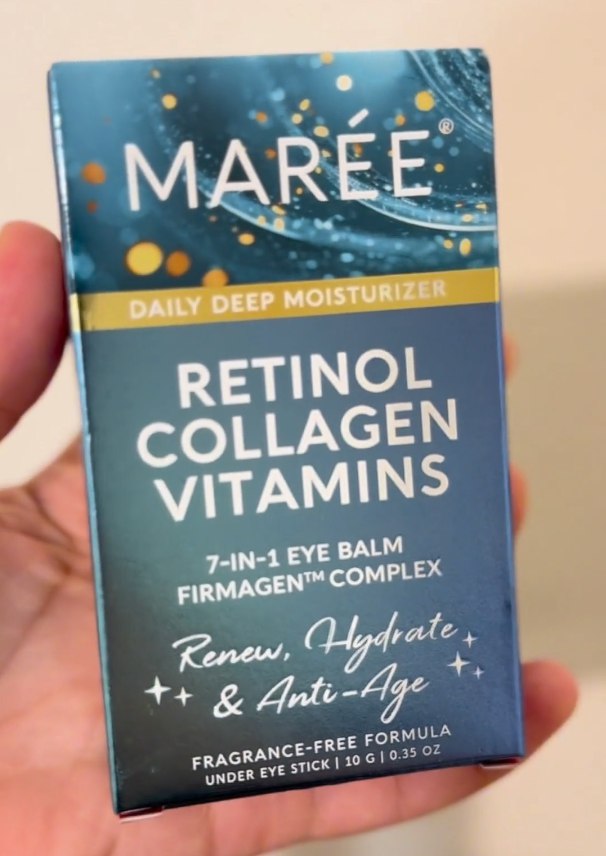 MARÉE®
DAILY DEEP MOISTURIZER
RETINOL
COLLAGEN
VITAMINS
7-IN-1 EYE BALM
FIRMAGEN™ COMPLEX
Renew, Hydrate
& Anti-Age
FRAGRANCE-FREE FORMULA
UNDER EYE STICK | 10 G | 0.35 OZ